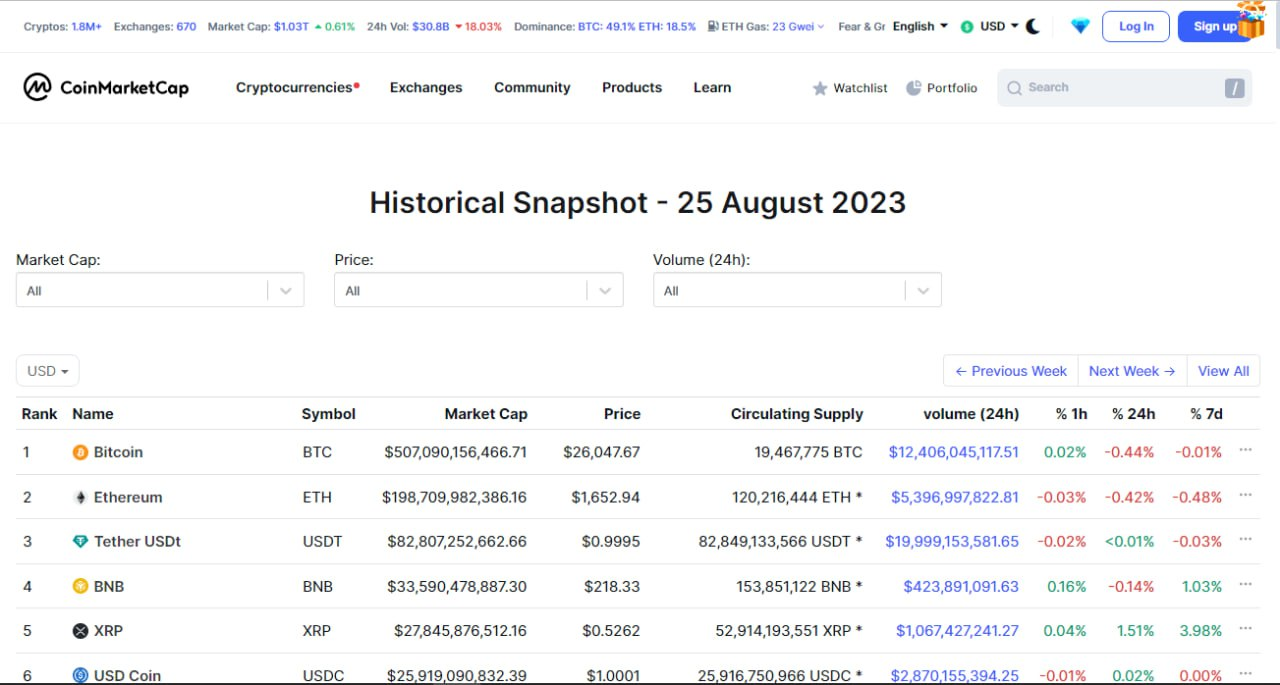 Cryptos: 1.8M+ Exchanges: 670 Market Cap: $1.03T 0.61% 24h Vol: $30.8B 18.03% Dominance: BTC: 49.1% ETH: 18.5% ETH Gas: 23 Gwei Fear & Gr English USD Log In Sign up
CoinMarketCap Cryptocurrencies Exchanges Community Products Learn Watchlist Portfolio Search /
Historical Snapshot - 25 August 2023
Market Cap: Price: Volume (24h):
All All All
USD ← Previous Week Next Week → View All
Rank Name Symbol Market Cap Price Circulating Supply volume (24h) % 1h % 24h % 7d
1 Bitcoin BTC $507,090,156,466.71 $26,047.67 19,467,775 BTC $12,406,045,117.51 0.02% -0.44% -0.01% ...
2 Ethereum ETH $198,709,982,386.16 $1,652.94 120,216,444 ETH * $5,396,997,822.81 -0.03% -0.42% -0.48% ...
3 Tether USDt USDT $82,807,252,662.66 $0.9995 82,849,133,566 USDT * $19,999,153,581.65 -0.02% <0.01% -0.03% ...
4 BNB BNB $33,590,478,887.30 $218.33 153,851,122 BNB * $423,891,091.63 0.16% -0.14% 1.03% ...
5 XRP XRP $27,845,876,512.16 $0.5262 52,914,193,551 XRP * $1,067,427,241.27 0.04% 1.51% 3.98% ...
6 USD Coin USDC $25,919,090,832.39 $1.0001 25,916,750,966 USDC * $2,870,155,394.25 -0.01% 0.02% 0.00% ...